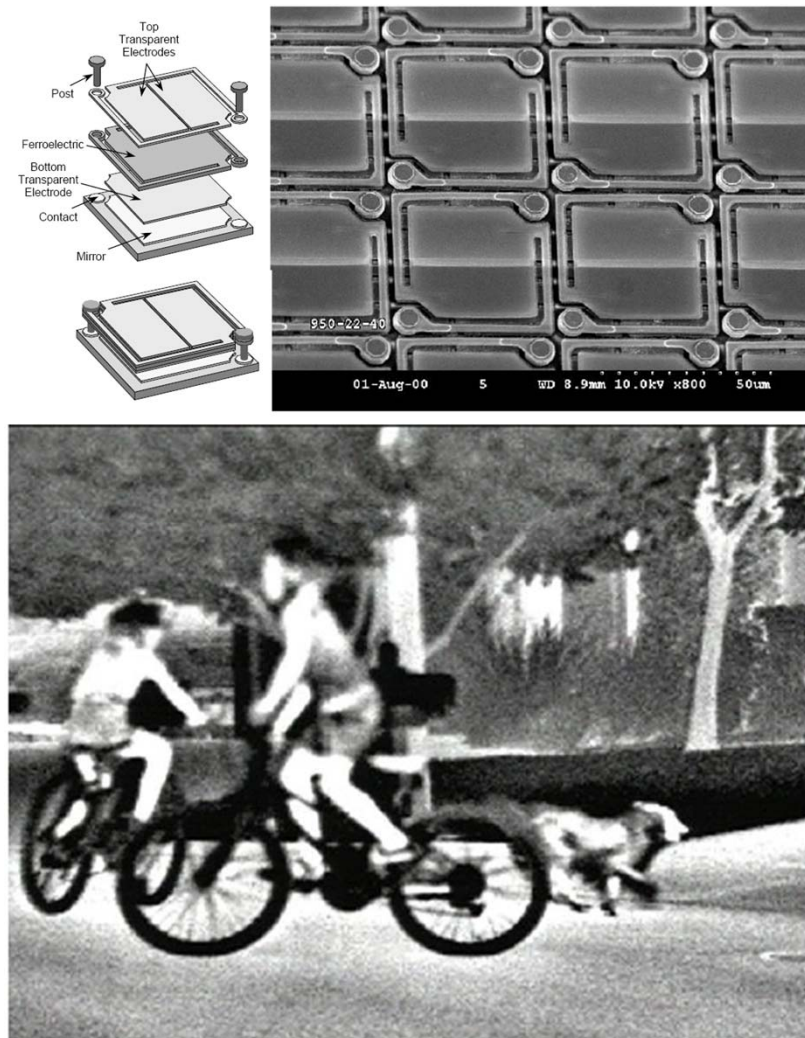 Top
Transparent
Electrodes
Post
Ferroelectric
Bottom
Transparent
Electrode
Contact
Mirror
950-22-40
01-Aug-00 5 WD 8.9mm 10.0kV x800 50um